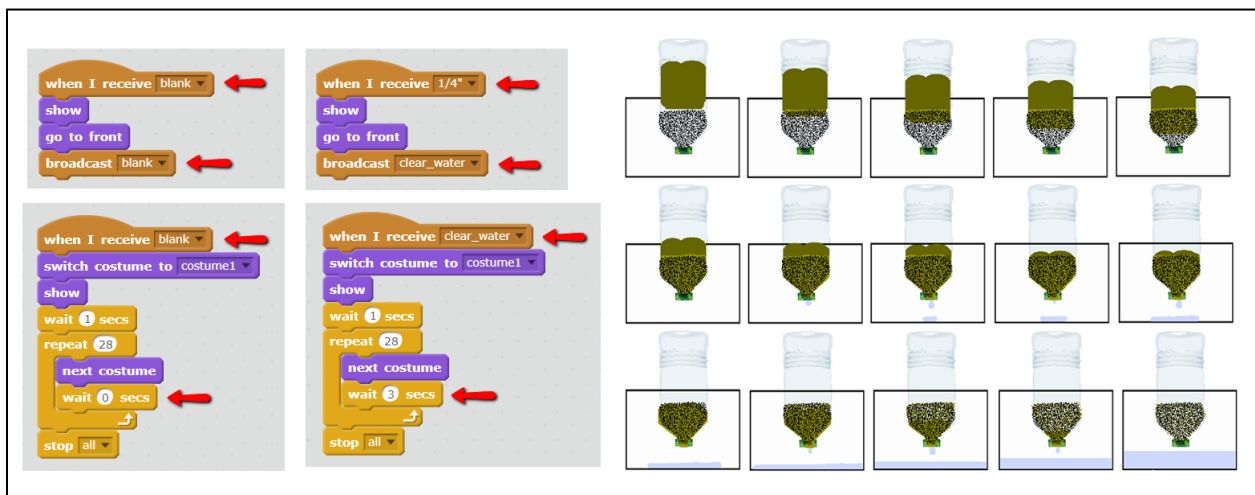 when I receive blank
show
go to front
broadcast blank
when I receive 1/4"
show
go to front
broadcast clear_water
when I receive blank
switch costume to costume1
show
wait 1 secs
repeat 28
next costume
wait 0 secs
stop all
when I receive clear_water
switch costume to costume1
show
wait 1 secs
repeat 28
next costume
wait 3 secs
stop all